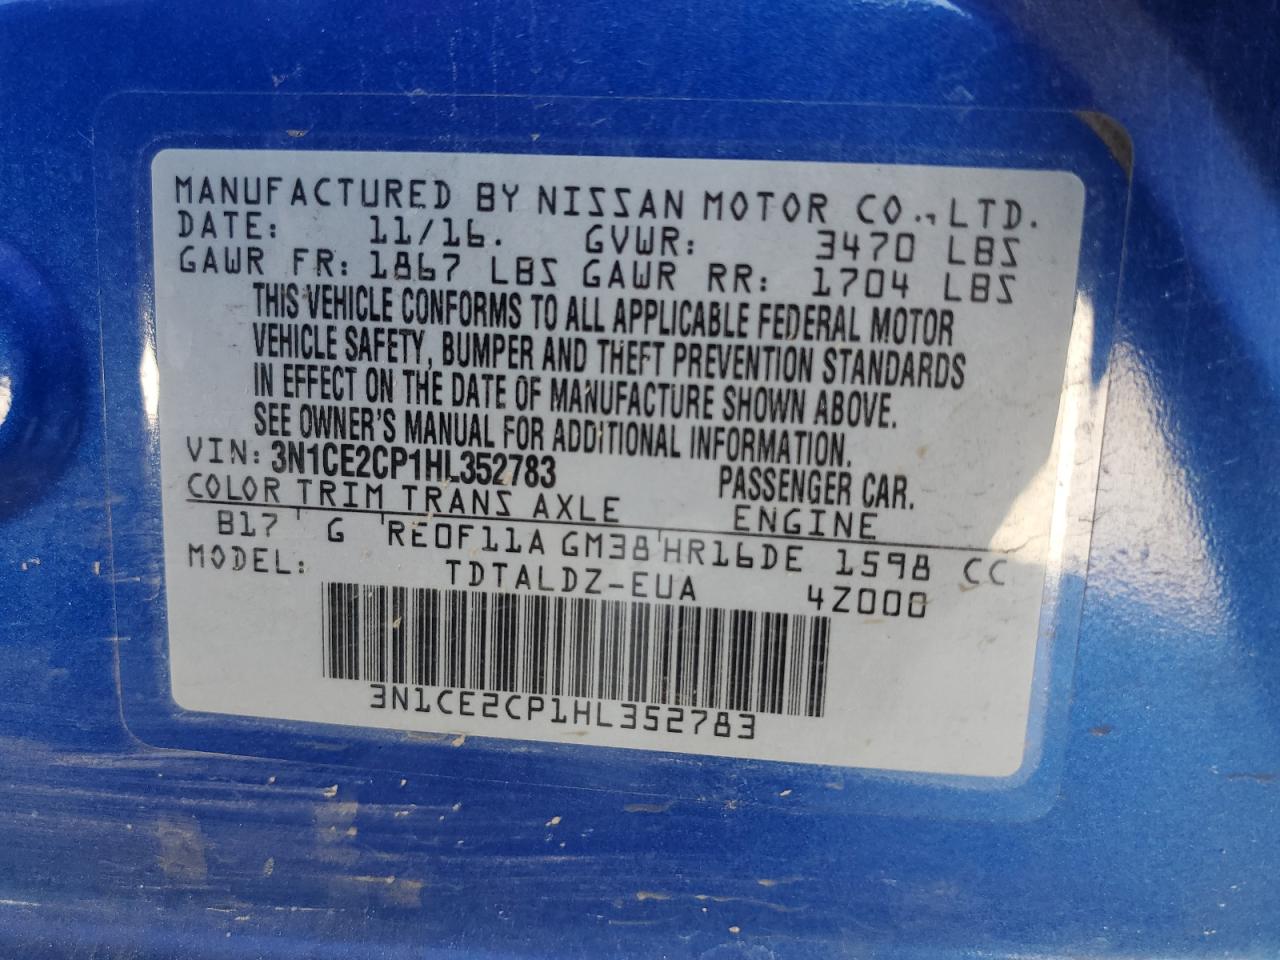 MANUFACTURED BY NISSAN MOTOR CO., LTD.
DATE: 11/16. GVWR: 3470 LBS
GAWR FR: 1867 LBS GAWR RR: 1704 LBS
THIS VEHICLE CONFORMS TO ALL APPLICABLE FEDERAL MOTOR
VEHICLE SAFETY, BUMPER AND THEFT PREVENTION STANDARDS
IN EFFECT ON THE DATE OF MANUFACTURE SHOWN ABOVE.
SEE OWNER'S MANUAL FOR ADDITIONAL INFORMATION.
VIN: 3N1CE2CP1HL352783 PASSENGER CAR.
COLOR TRIM TRANS AXLE ENGINE
B17 G RE0F11A GM38 HR16DE 1598 CC
MODEL: TDTALDZ-EUA 4Z000
3N1CE2CP1HL352783